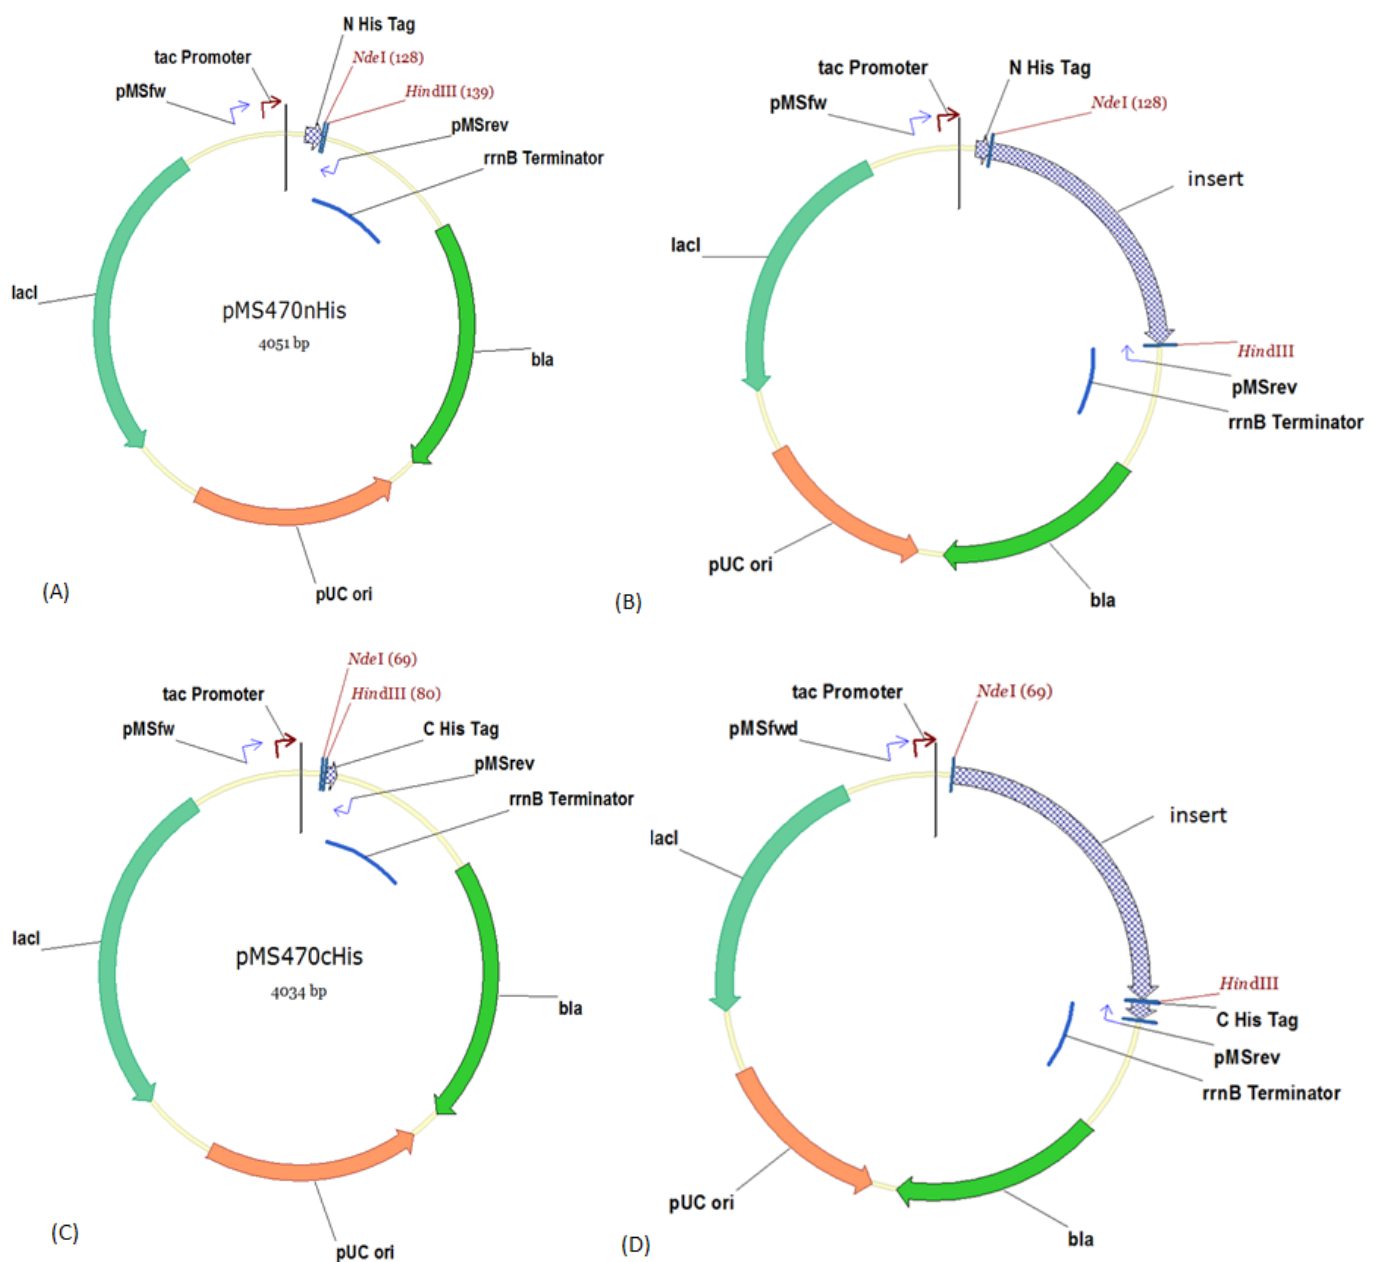 N His Tag
tac Promoter
NdeI (128)
pMSfw
HindIII (139)
pMSrev
rrnB Terminator
lacI
pMS470nHis
4051 bp
bla
pUC ori
(A)
tac Promoter
N His Tag
pMSfw
NdeI (128)
insert
lacI
HindIII
pMSrev
rrnB Terminator
pUC ori
bla
(B)
NdeI (69)
tac Promoter
HindIII (80)
pMSfw
C His Tag
pMSrev
rrnB Terminator
lacI
pMS470cHis
4034 bp
bla
pUC ori
(C)
tac Promoter
NdeI (69)
pMSfwd
insert
lacI
HindIII
C His Tag
pMSrev
rrnB Terminator
pUC ori
bla
(D)